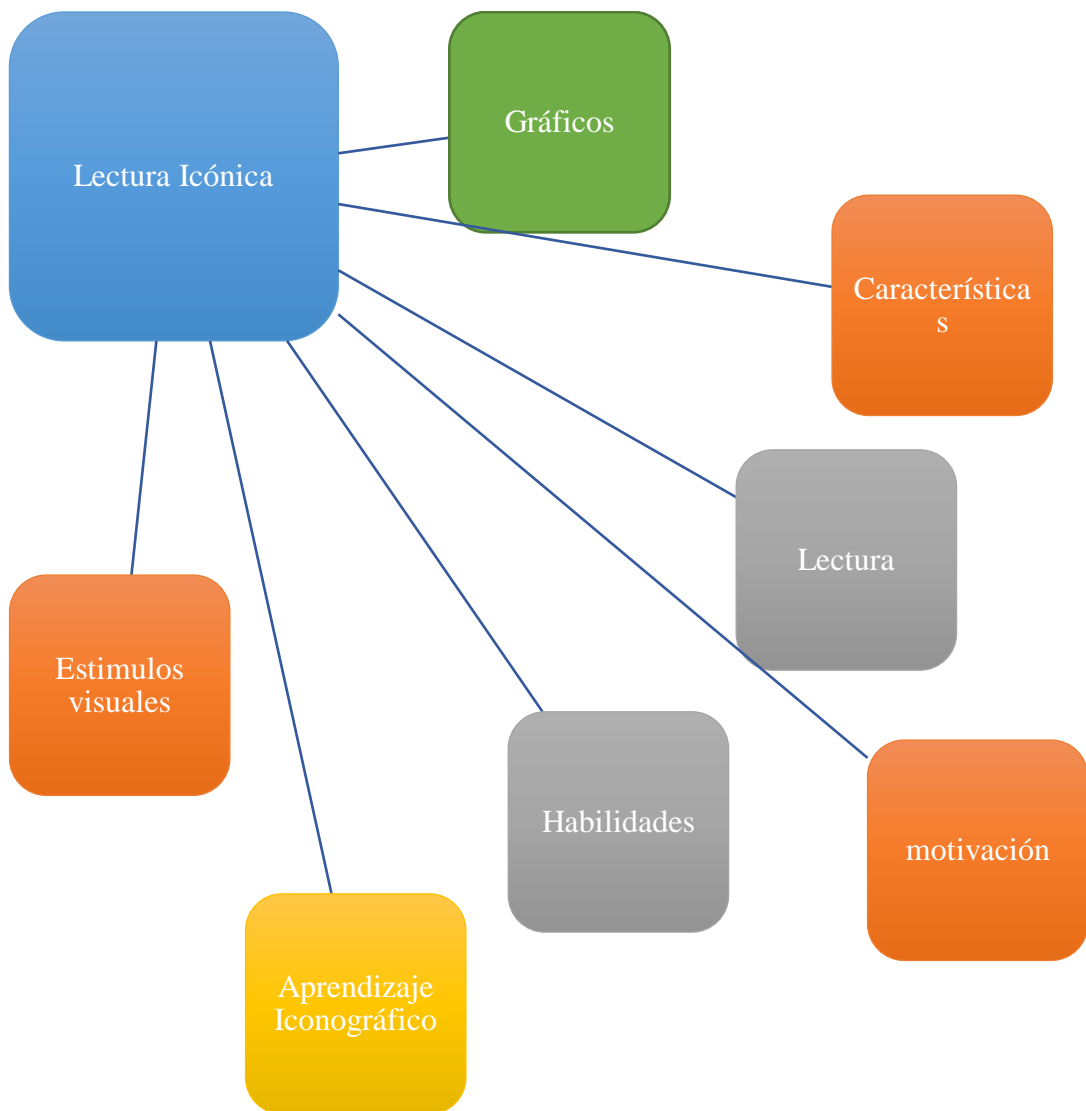 Lectura Icónica
Gráficos
Característica
s
Lectura
Estimulos
visuales
Habilidades
motivación
Aprendizaje
Iconográfico